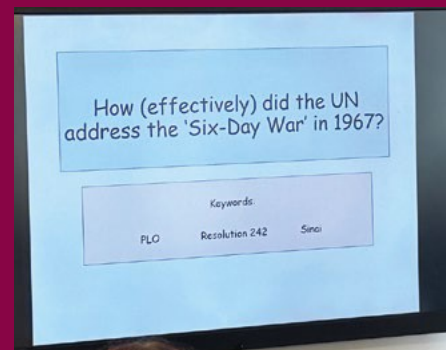 How (effectively) did the UN
address the 'Six-Day War' in 1967?
Keywords:
PLO Resolution 242 Sinai